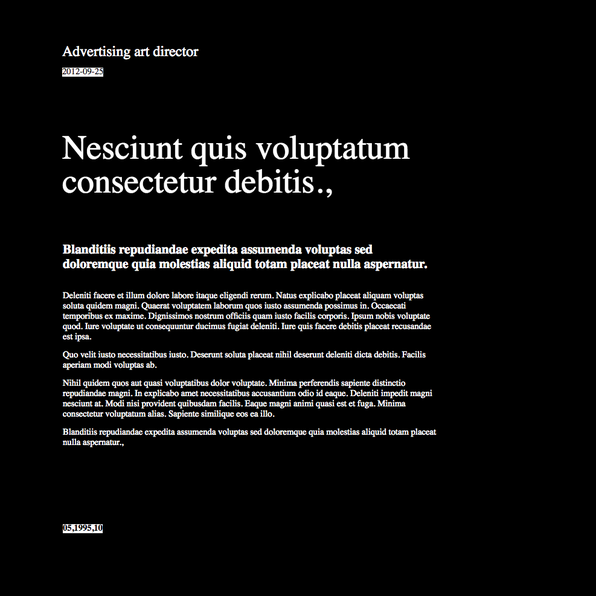 Advertising art director
2012-09-25
Nesciunt quis voluptatum
consectetur debitis.,
Blanditiis repudiandae expedita assumenda voluptas sed
doloremque quia molestias aliquid totam placeat nulla aspernatur.
Deleniti facere et illum dolore labore itaque eligendi rerum. Natus explicabo placeat aliquam voluptas
soluta quidem magni. Quaerat voluptatem laborum quos iusto assumenda possimus in. Occaecati
temporibus ex maxime. Dignissimos nostrum officiis quam iusto facilis corporis. Ipsum nobis voluptate
quod. Iure voluptate ut consequuntur ducimus fugiat deleniti. Iure quis facere debitis placeat recusandae
est ipsa.
Quo velit iusto necessitatibus iusto. Deserunt soluta placeat nihil deserunt deleniti dicta debitis. Facilis
aperiam modi voluptas ab.
Nihil quidem quos aut quasi voluptatibus dolor voluptate. Minima perferendis sapiente distinctio
repudiandae magni. In explicabo amet necessitatibus accusantium odio id eaque. Deleniti impedit magni
nesciunt at. Modi nisi provident quibusdam facilis. Eaque magni animi quasi est et fuga. Minima
consectetur voluptatum alias. Sapiente similique eos ea illo.
Blanditiis repudiandae expedita assumenda voluptas sed doloremque quia molestias aliquid totam placeat
nulla aspernatur.,
05,1995,10